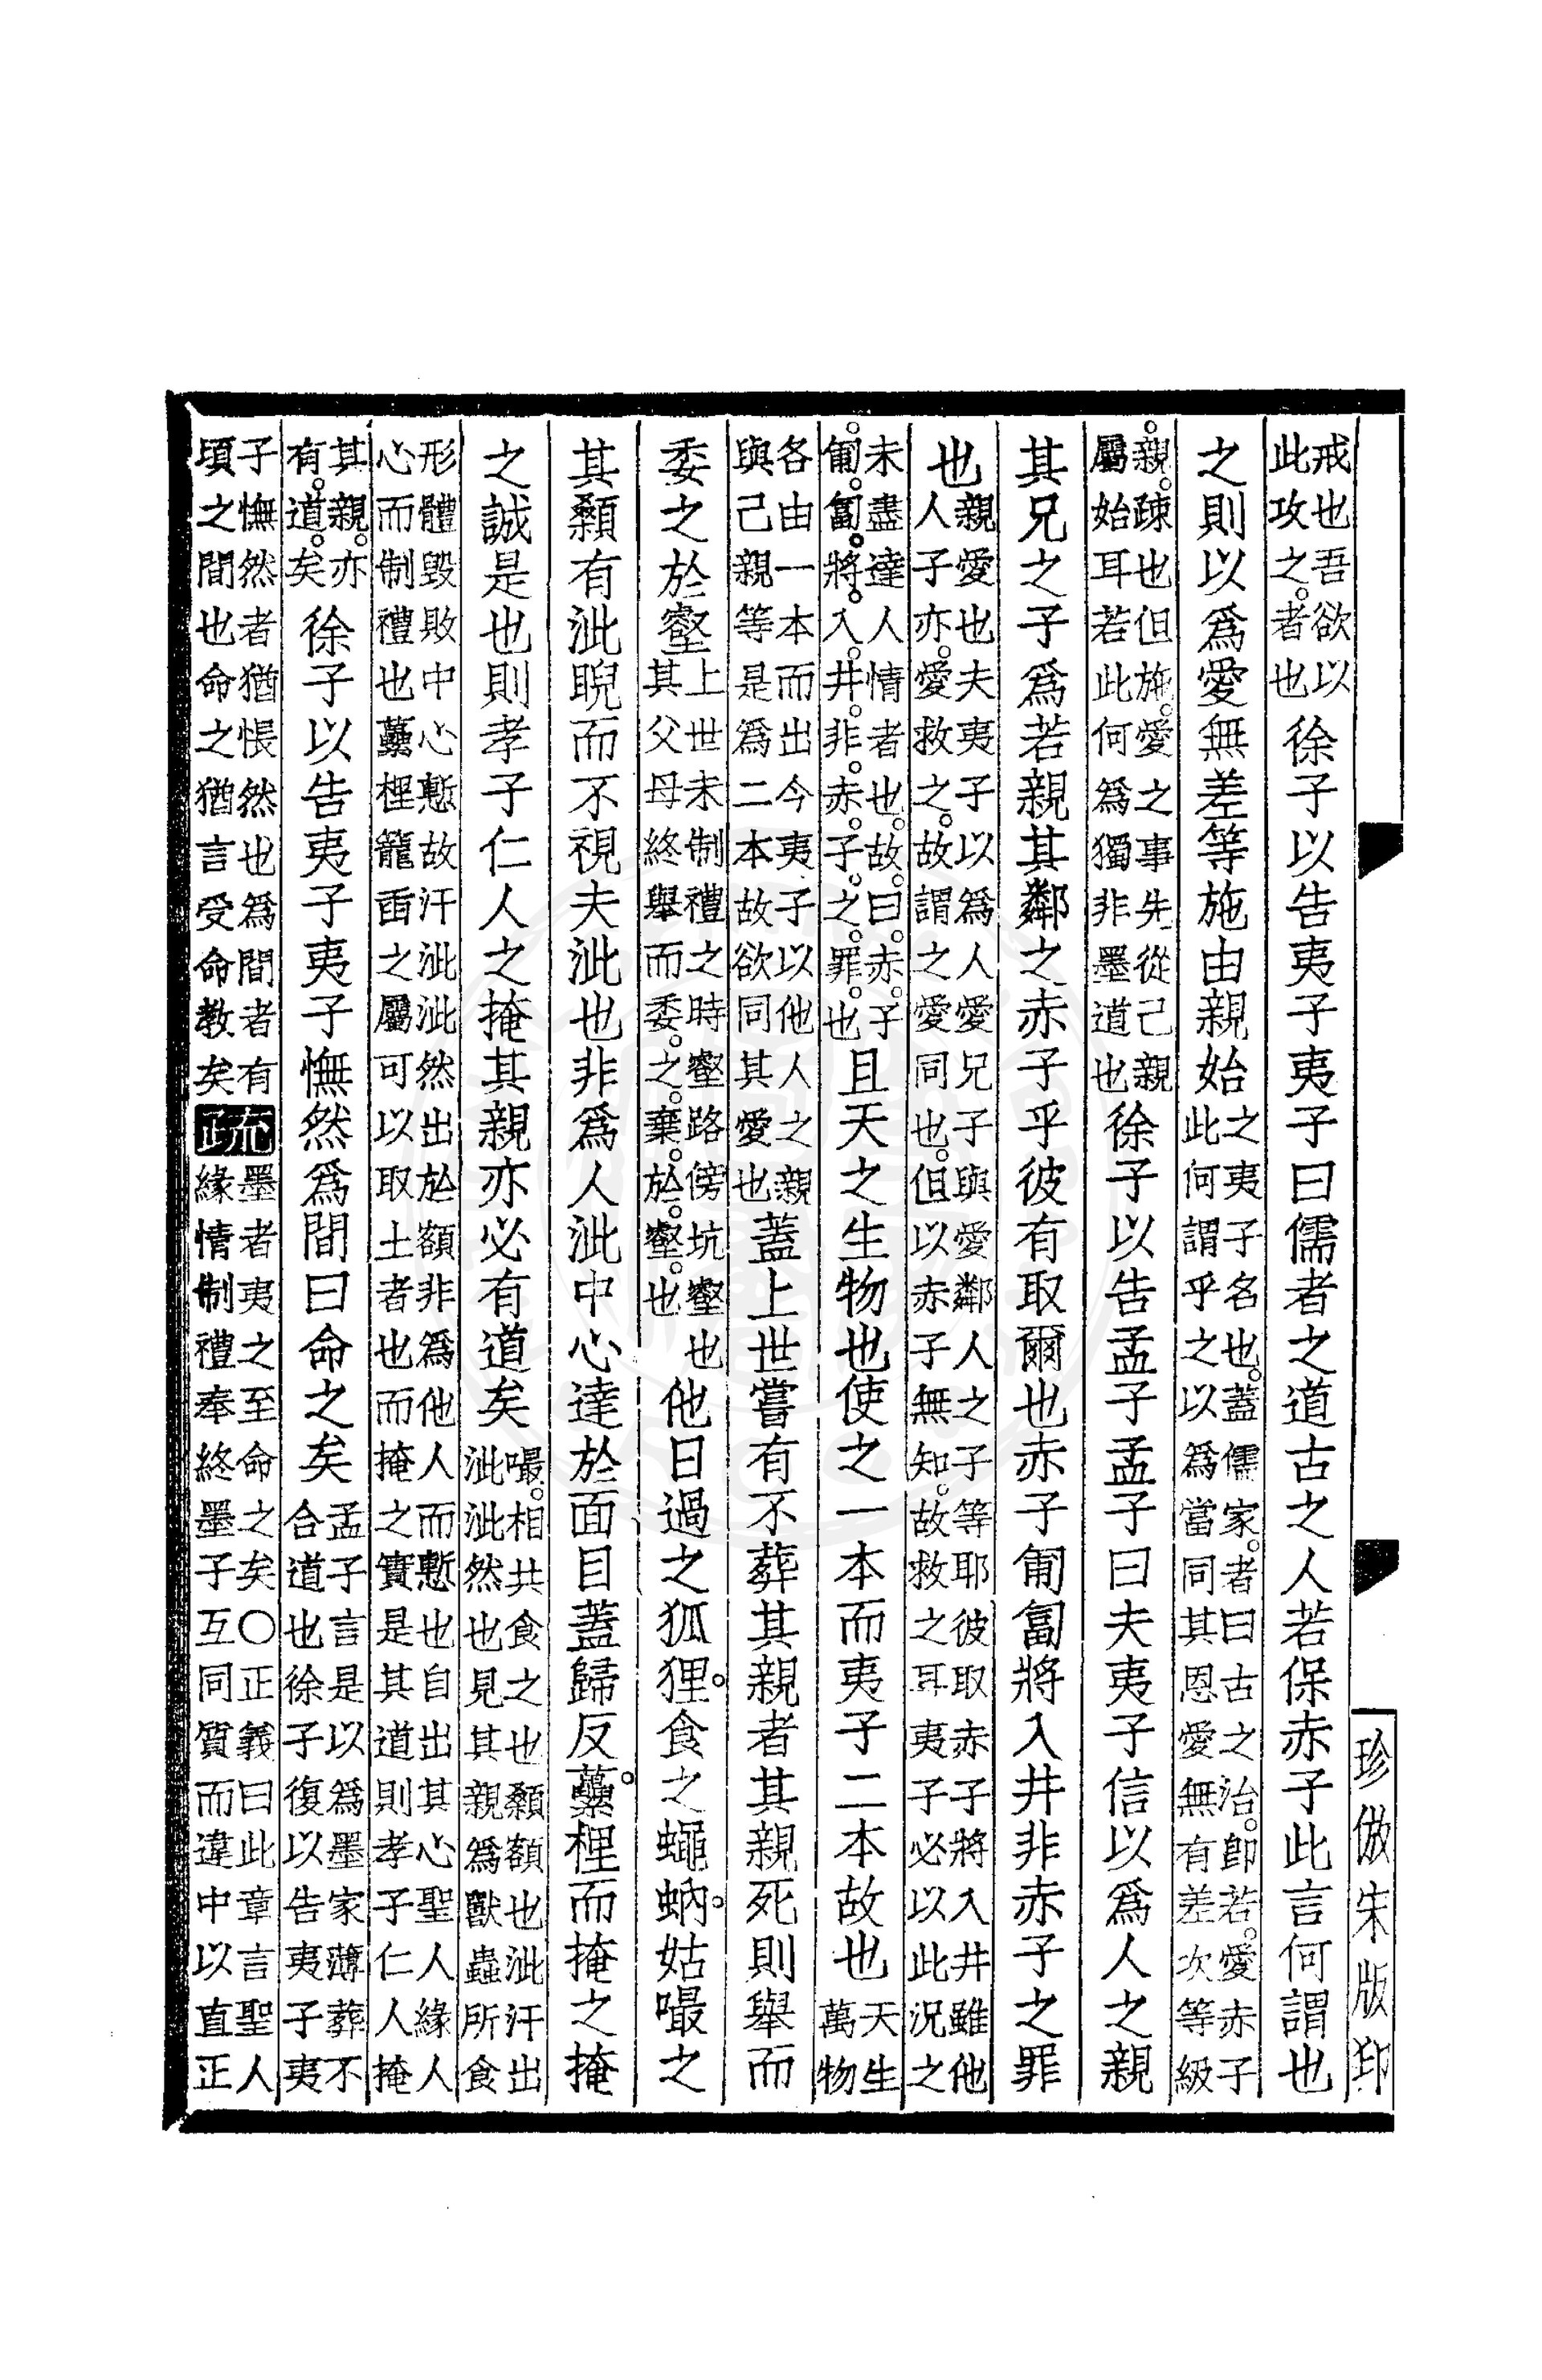 珍倣宋版印
戒也吾欲以此攻之者也徐子以告夷子夷子曰儒者之道古之人若保赤子此言何謂也
之則以爲愛無差等施由親始之夷子名也蓋儒家者曰古之治卽若愛赤子此何謂乎之以爲當同其恩愛無有差次等級
親疎也但施愛之事先從己親屬始耳若此何爲獨非墨道也徐子以告孟子孟子曰夫夷子信以爲人之親
其兄之子爲若親其鄰之赤子乎彼有取爾也赤子匍匐將入井非赤子之罪
也親愛也夫夷子以爲人愛兄子與愛鄰人之子等耶彼取赤子將入井雖他人子亦愛救之故謂之愛同也但以赤子無知故救之耳夷子必以此況之
未盡達人情者也故曰赤子匍匐將入井非赤子之罪也且天之生物也使之一本而夷子二本故也天生萬物
各由一本而出今夷子以他人之親與己親等是爲二本故欲同其愛也蓋上世嘗有不葬其親者其親死則舉而
委之於壑上世未制禮之時壑路傍坑壑也其父母終舉而委之棄於壑也他日過之狐狸食之蠅蚋姑嘬之
其顙有泚睨而不視夫泚也非爲人泚中心達於面目蓋歸反虆梩而掩之掩
之誠是也則孝子仁人之掩其親亦必有道矣嘬相共食之也顙額也泚汗出泚泚然也見其親爲獸蟲所食
形體毀敗中心慙故汗泚泚然出於額非爲他人而慙也自出其心聖人緣人心而制禮也虆梩籠臿之屬可以取土者也而掩之實是其道則孝子仁人掩
其親亦有道矣徐子以告夷子夷子憮然爲間曰命之矣孟子言是以爲墨家薄葬不合道也徐子復以告夷子夷
子憮然者猶悵然也爲間者有頃之間也命之猶言受命教矣疏墨者夷之至命之矣○正義曰此章言聖人緣情制禮奉終墨子互同質而違中以直正